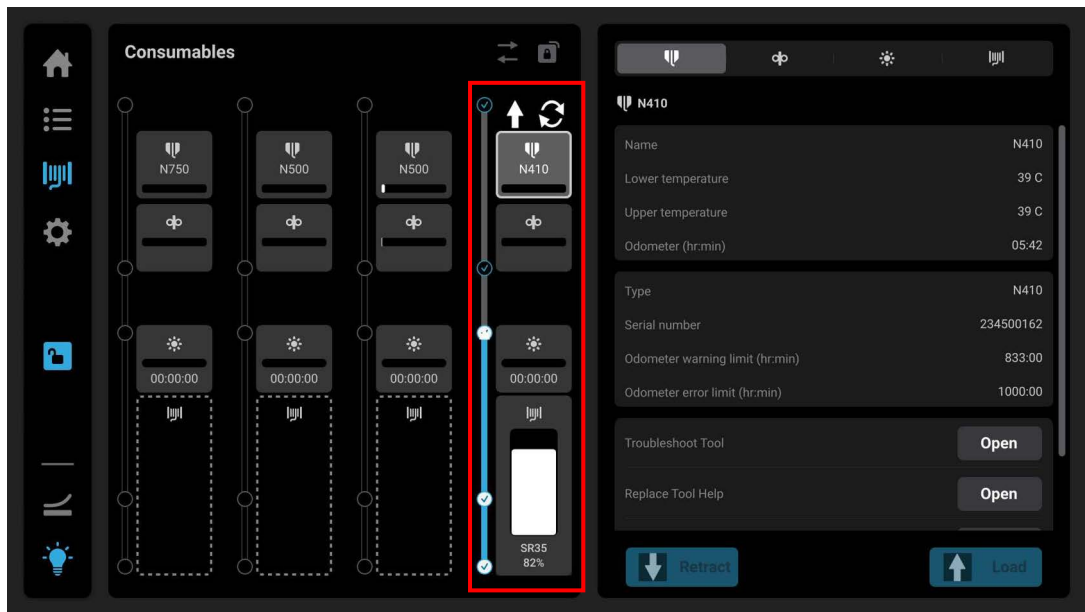 Consumables
N750
N500
N500
N410
00:00:00
00:00:00
00:00:00
00:00:00
SR35
82%
N410
Name N410
Lower temperature 39 C
Upper temperature 39 C
Odometer (hr:min) 05:42
Type N410
Serial number 234500162
Odometer warning limit (hr:min) 833:00
Odometer error limit (hr:min) 1000:00
Troubleshoot Tool Open
Replace Tool Help Open
Retract
Load